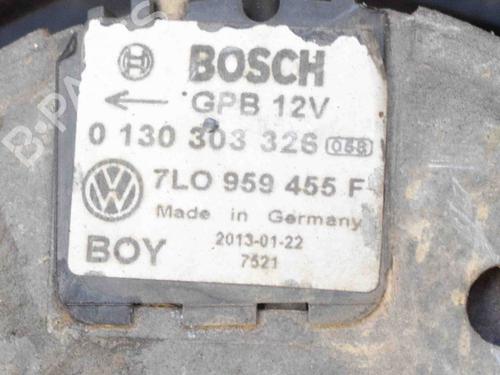 BOSCH
← GPB 12V
0 130 303 326 058
7L0 959 455 F
Made in Germany
BOY 2013-01-22
7521